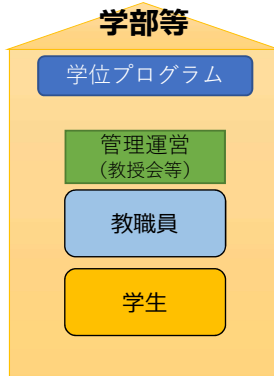 学部等
学位プログラム
管理運営
（教授会等）
教職員
学生